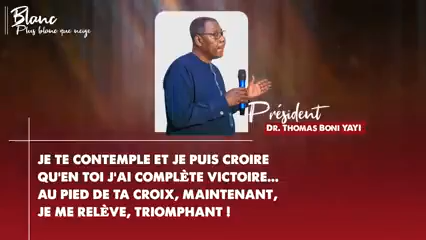 Blanc
Plus blanc que neige
Président
DR. THOMAS BONI YAYI
JE TE CONTEMPLE ET JE PUIS CROIRE
QU'EN TOI J'AI COMPLÈTE VICTOIRE...
AU PIED DE TA CROIX, MAINTENANT,
JE ME RELÈVE, TRIOMPHANT !